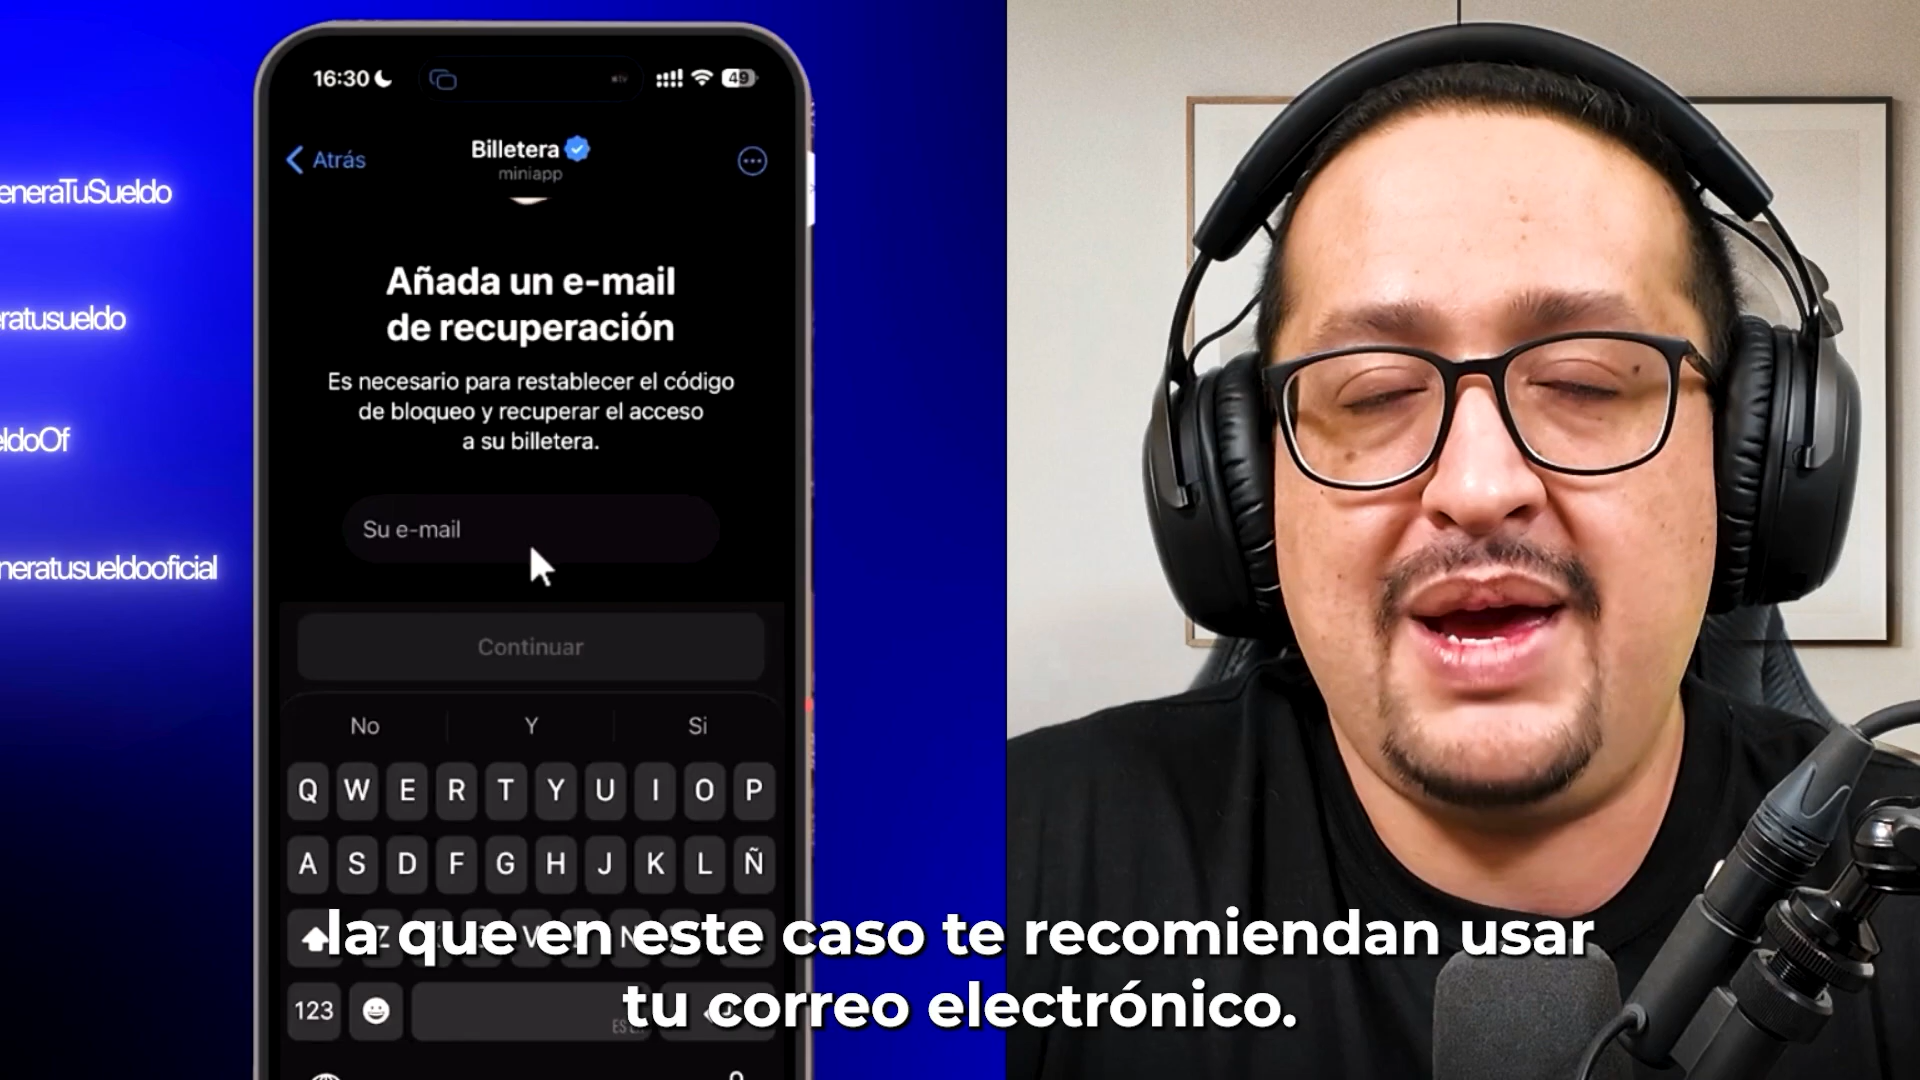 eneraTuSueldo
eratusueldo
eldoOf
neratusueldooficial
16:30
49
Atrás
Billetera
miniapp
Añada un e-mail
de recuperación
Es necesario para restablecer el código
de bloqueo y recuperar el acceso
a su billetera.
Su e-mail
Continuar
No Y Si
Q W E R T Y U I O P
A S D F G H J K L Ñ
Z V N
123
ES
la que en este caso te recomiendan usar
tu correo electrónico.